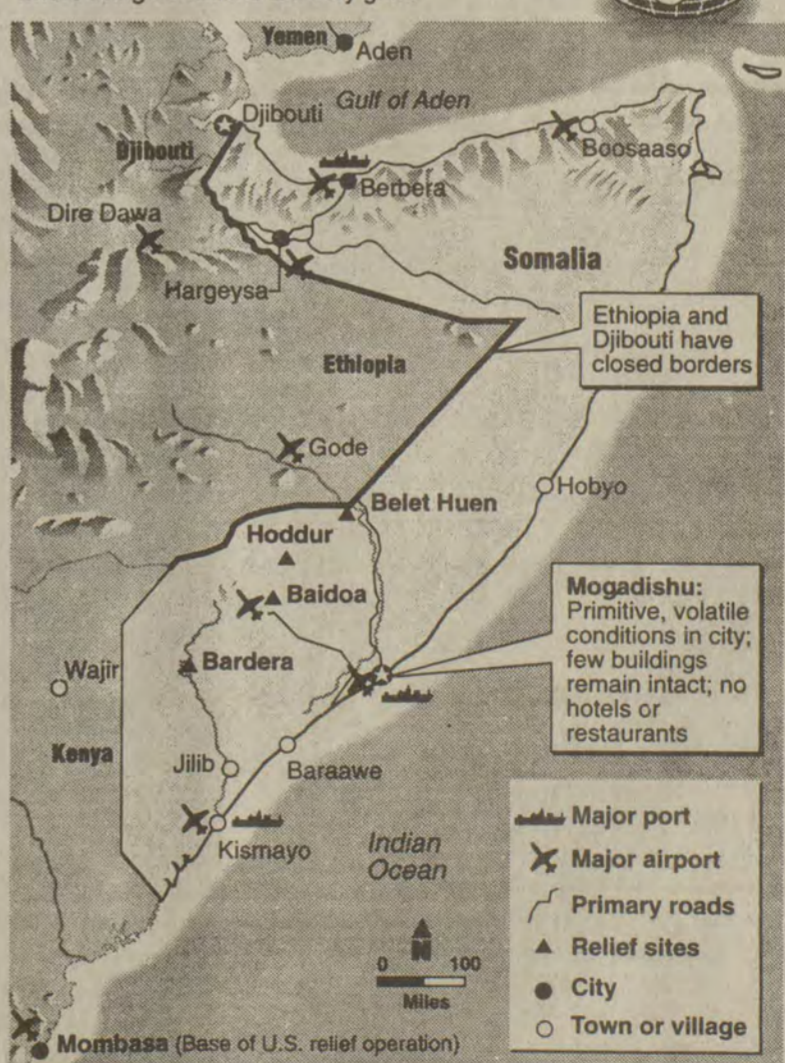 Yemen
Aden
Gulf of Aden
Djibouti
Djibouti
Boosaaso
Berbera
Dire Dawa
Somalia
Hargeysa
Ethiopia and
Djibouti have
closed borders
Ethiopia
Gode
Hobyo
Belet Huen
Hoddur
Baidoa
Mogadishu:
Primitive, volatile
conditions in city;
few buildings
remain intact; no
hotels or
restaurants
Bardera
Wajir
Kenya
Jilib
Baraawe
Kismayo
Indian
Ocean
N
0 100
Miles
Major port
Major airport
Primary roads
Relief sites
City
Town or village
Mombasa (Base of U.S. relief operation)